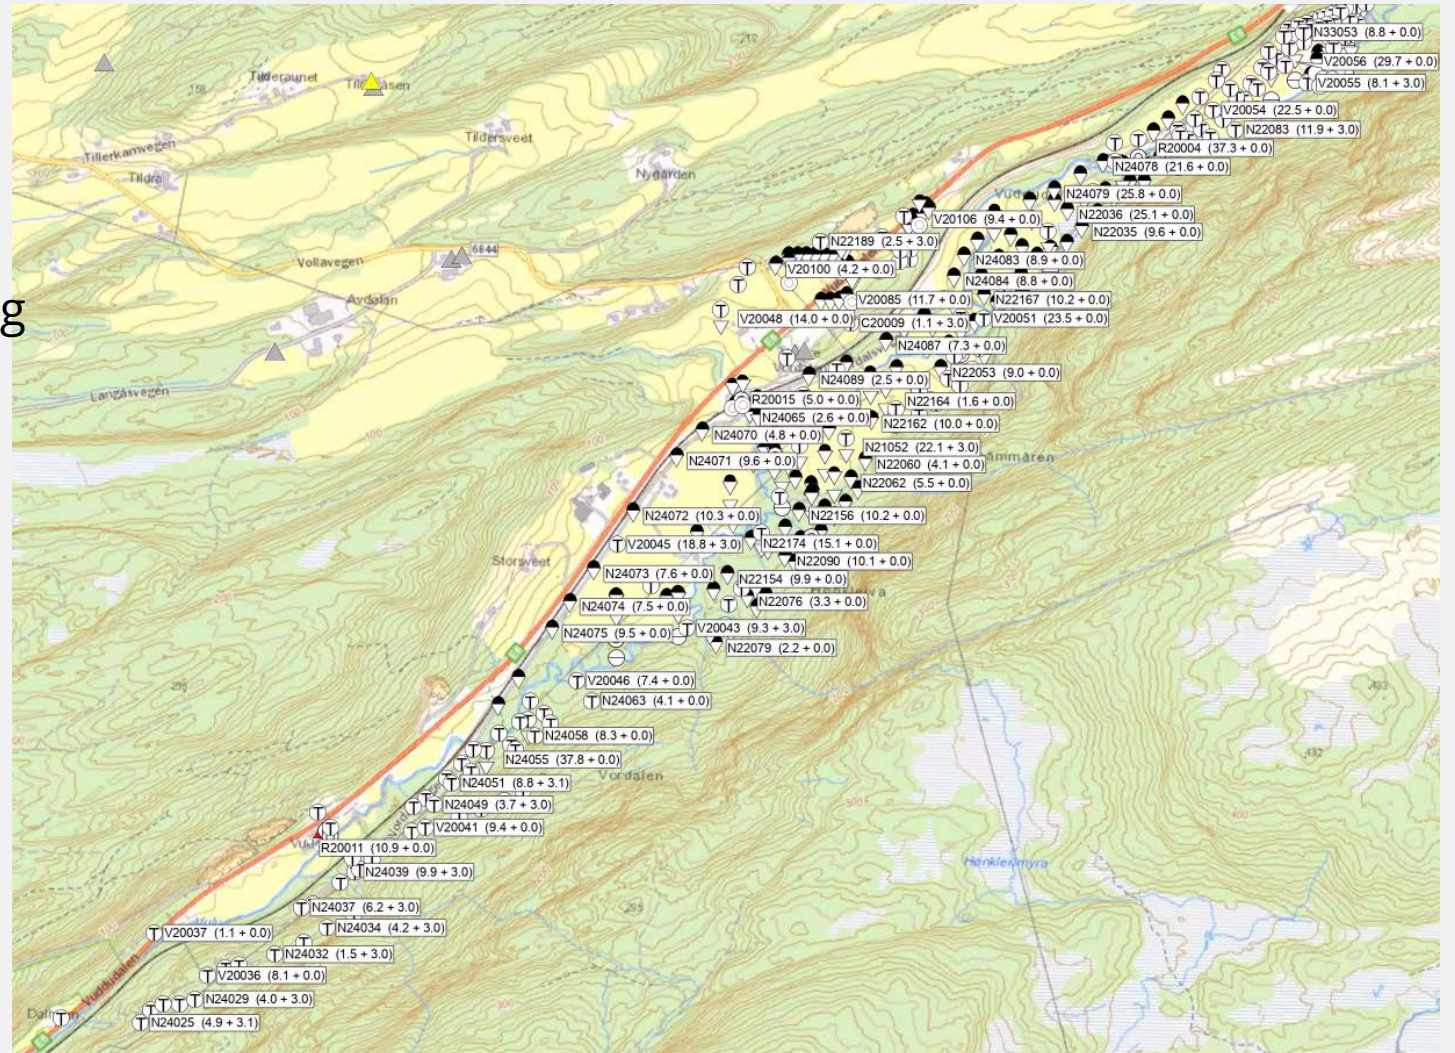 g
N33053 (8.8 + 0.0)
V20056 (29.7 + 0.0)
V20055 (8.1 + 3.0)
Tilderaunet
158
Tildersveet
V20054 (22.5 + 0.0)
N22083 (11.9 + 3.0)
R20004 (37.3 + 0.0)
Tillerkamvegen
Tildra
Nygården
N24078 (21.6 + 0.0)
N24079 (25.8 + 0.0)
V20106 (9.4 + 0.0)
N22036 (25.1 + 0.0)
N22035 (9.6 + 0.0)
N22189 (2.5 + 3.0)
6844
Vollavegen
V20100 (4.2 + 0.0)
N24083 (8.9 + 0.0)
N24084 (8.8 + 0.0)
Avdølan
V20085 (11.7 + 0.0)
N22167 (10.2 + 0.0)
V20048 (14.0 + 0.0)
C20009 (1.1 + 3.0)
V20051 (23.5 + 0.0)
N24087 (7.3 + 0.0)
N24089 (2.5 + 0.0)
N22053 (9.0 + 0.0)
Langåsvegen
R20015 (5.0 + 0.0)
N22164 (1.6 + 0.0)
N24065 (2.6 + 0.0)
N22162 (10.0 + 0.0)
100
100
N24070 (4.8 + 0.0)
N21052 (22.1 + 3.0)
N24071 (9.6 + 0.0)
N22060 (4.1 + 0.0)
N22062 (5.5 + 0.0)
N24072 (10.3 + 0.0)
N22156 (10.2 + 0.0)
V20045 (18.8 + 3.0)
N22174 (15.1 + 0.0)
Storsveet
N22090 (10.1 + 0.0)
N24073 (7.6 + 0.0)
N22154 (9.9 + 0.0)
N24074 (7.5 + 0.0)
N22076 (3.3 + 0.0)
N24075 (9.5 + 0.0)
V20043 (9.3 + 3.0)
N22079 (2.2 + 0.0)
V20046 (7.4 + 0.0)
N24063 (4.1 + 0.0)
N24058 (8.3 + 0.0)
432
N24055 (37.8 + 0.0)
Vordalen
N24051 (8.8 + 3.1)
N24049 (3.7 + 3.0)
V20041 (9.4 + 0.0)
400
R20011 (10.9 + 0.0)
Hønklermyra
N24039 (9.9 + 3.0)
N24037 (6.2 + 3.0)
N24034 (4.2 + 3.0)
V20037 (1.1 + 0.0)
N24032 (1.5 + 3.0)
V20036 (8.1 + 0.0)
Vuddudalen
N24029 (4.0 + 3.0)
300
N24025 (4.9 + 3.1)